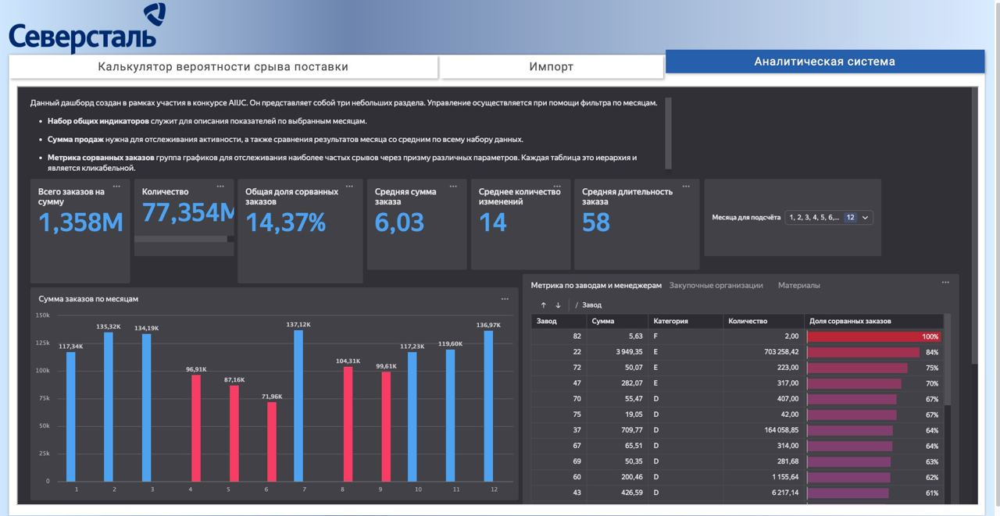 Северсталь
Калькулятор вероятности срыва поставки
Импорт
Аналитическая система
Данный дашборд создан в рамках участия в конкурсе AIIJC. Он представляет собой три небольших раздела. Управление осуществляется при помощи фильтра по месяцам.
• Набор общих индикаторов служит для описания показателей по выбранным месяцам.
• Сумма продаж нужна для отслеживания активности, а также сравнения результатов месяца со средним по всему набору данных.
• Метрика сорванных заказов группа графиков для отслеживания наиболее частых срывов через призму различных параметров. Каждая таблица это иерархия и
является кликабельной.
Всего заказов на
сумму
1,358M
Количество
77,354M
Общая доля сорванных
заказов
14,37%
Средняя сумма
заказа
6,03
Среднее количество
изменений
14
Средняя длительность
заказа
58
Месяца для подсчёта 1, 2, 3, 4, 5, 6,... 12
Сумма заказов по месяцам
150k
125k
100k
75k
50k
25k
0
117,34K
135,32K
134,19K
96,91K
87,16K
71,96K
137,12K
104,31K
99,61K
117,23K
119,60K
136,97K
1 2 3 4 5 6 7 8 9 10 11 12
Метрика по заводам и менеджерам Закупочные организации Материалы
↑ ↓ / Завод
Завод Сумма Категория Количество Доля сорванных заказов
82 5,63 F 2,00 100%
22 3 949,35 E 703 258,42 84%
72 50,07 E 223,00 75%
47 282,07 E 317,00 70%
70 55,47 D 407,00 67%
75 19,05 D 42,00 67%
37 709,77 D 164 058,85 64%
67 65,51 D 314,00 64%
69 50,35 D 281,68 63%
60 200,46 D 1 155,64 62%
43 426,59 D 6 217,14 61%